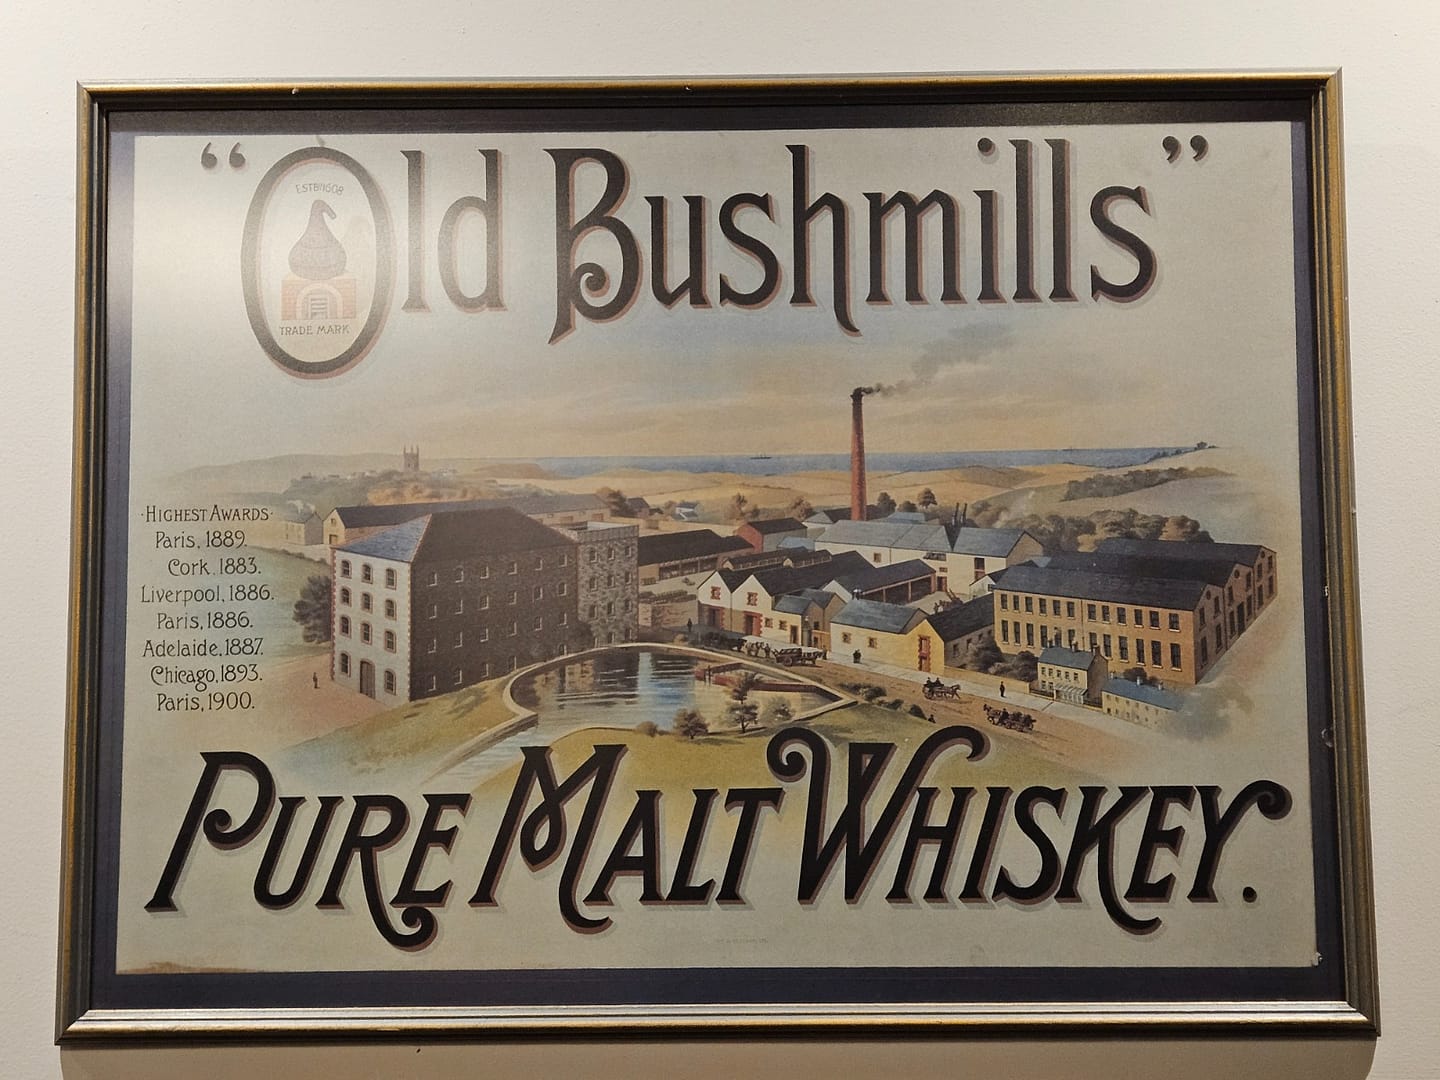 "Old Bushmills"
ESTBD 1608
TRADE MARK
·HIGHEST AWARDS·
Paris, 1889.
Cork. 1883.
Liverpool, 1886.
Paris, 1886.
Adelaide, 1887.
Chicago, 1893.
Paris, 1900.
PURE MALT WHISKEY.